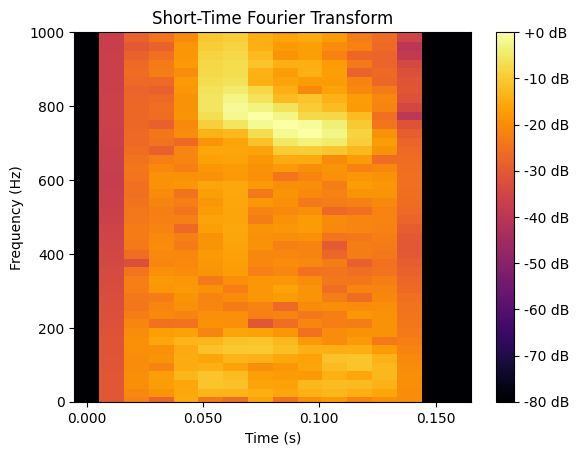 Short-Time Fourier Transform
Frequency (Hz)
1000
800
600
400
200
0
0.000
0.050
0.100
0.150
Time (s)
+0 dB
-10 dB
-20 dB
-30 dB
-40 dB
-50 dB
-60 dB
-70 dB
-80 dB